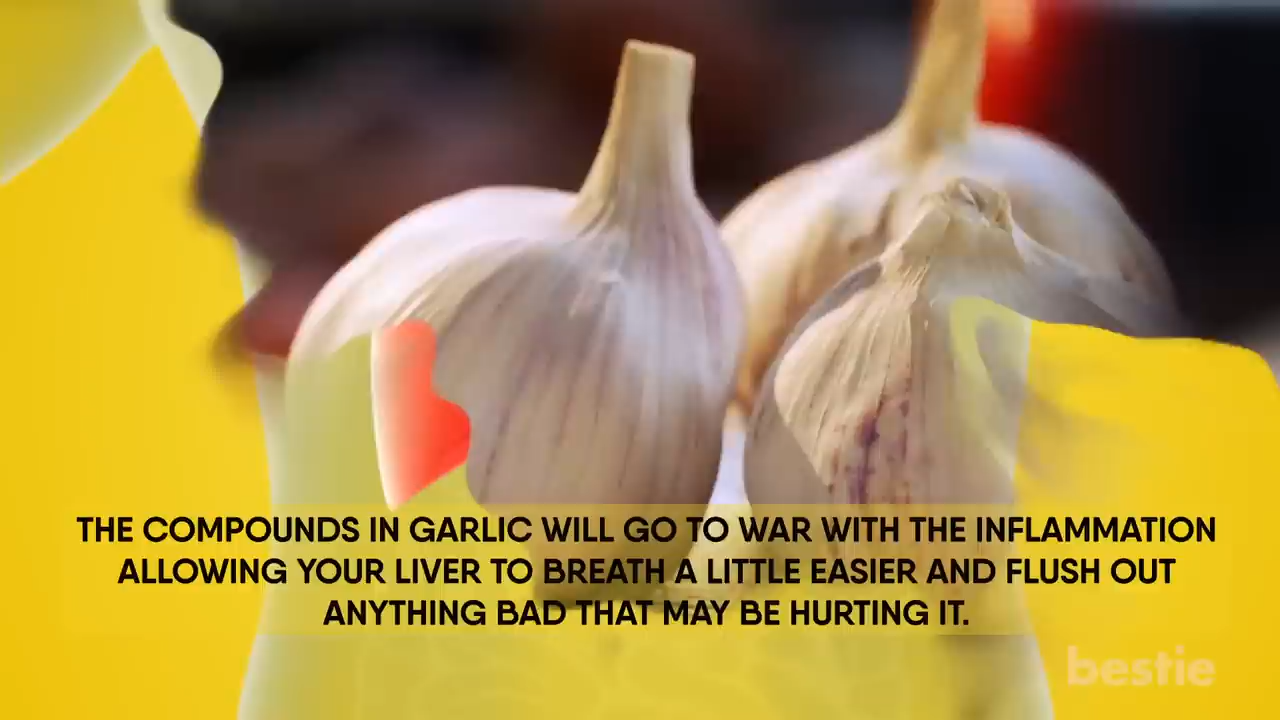 THE COMPOUNDS IN GARLIC WILL GO TO WAR WITH THE INFLAMMATION
ALLOWING YOUR LIVER TO BREATH A LITTLE EASIER AND FLUSH OUT
ANYTHING BAD THAT MAY BE HURTING IT.
bestie